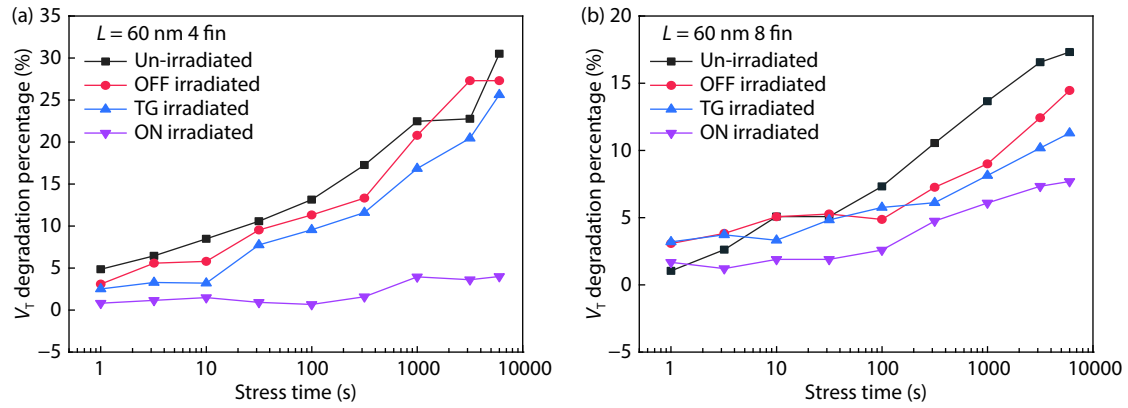 (a)
35
30
25
20
15
10
5
0
−5
V_T degradation percentage (%)
L = 60 nm 4 fin
Un-irradiated
OFF irradiated
TG irradiated
ON irradiated
1 10 100 1000 10000
Stress time (s)
(b)
20
15
10
5
0
−5
V_T degradation percentage (%)
L = 60 nm 8 fin
Un-irradiated
OFF irradiated
TG irradiated
ON irradiated
1 10 100 1000 10000
Stress time (s)